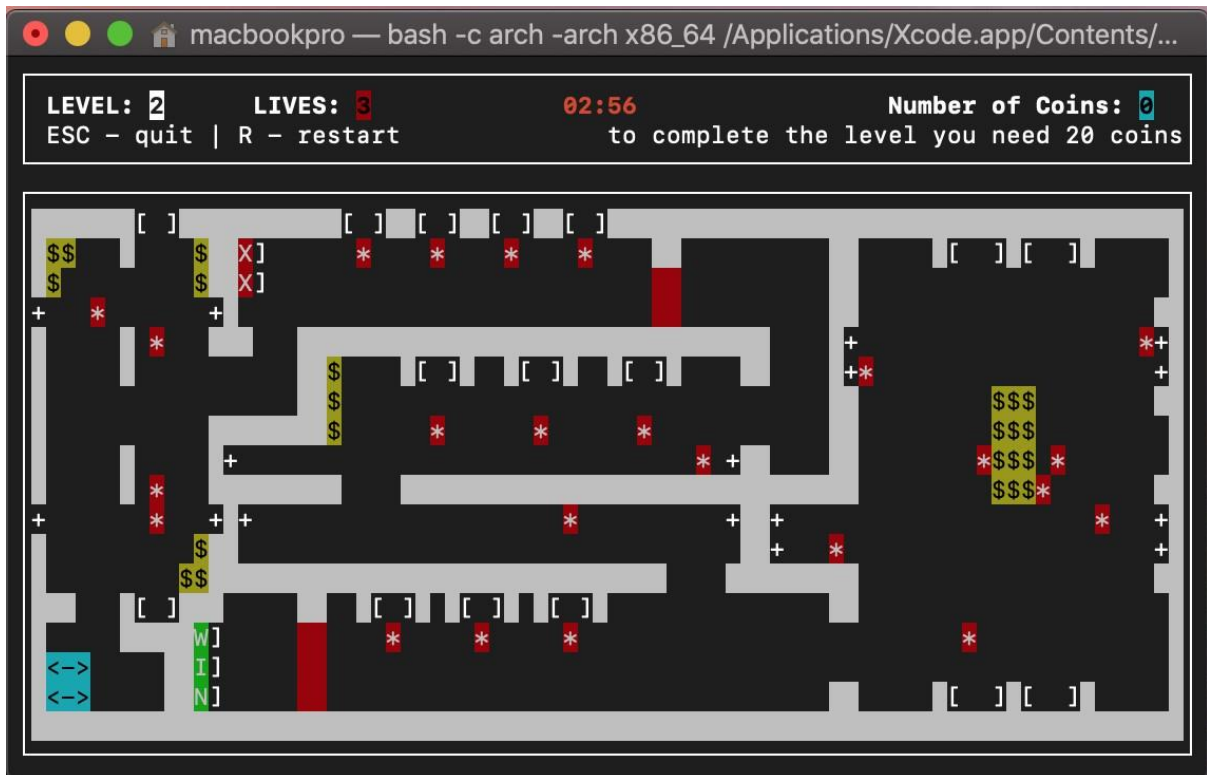 macbookpro — bash -c arch -arch x86_64 /Applications/Xcode.app/Contents/...
LEVEL: 2 LIVES: 3 02:56 Number of Coins: 0
ESC – quit | R – restart to complete the level you need 20 coins
[ ] [ ] [ ] [ ] [ ]
$$ $ X] * * * * [ ] [ ]
$ $ X]
+ * +
* + *+
$ [ ] [ ] [ ] +* +
$ $$$
$ * * * $$$
+ * + *$$$ *
* $$$*
+ * + + * + + * +
$ + * +
$$
[ ] [ ] [ ] [ ]
W] * * * *
<-> I]
<-> N] [ ] [ ]